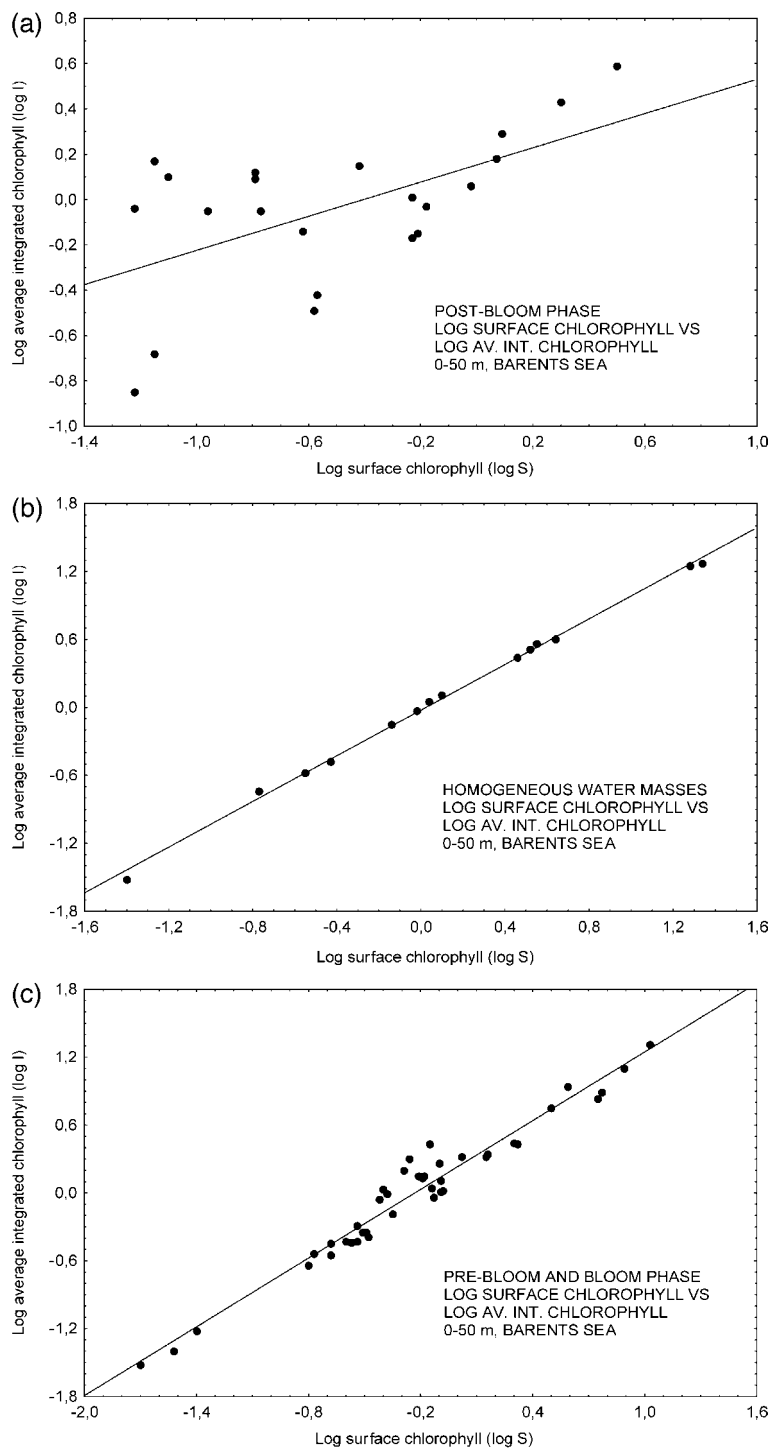 (a)
0,8
0,6
0,4
0,2
0,0
-0,2
-0,4
-0,6
-0,8
-1,0
Log average integrated chlorophyll (log I)
POST-BLOOM PHASE
LOG SURFACE CHLOROPHYLL VS
LOG AV. INT. CHLOROPHYLL
0-50 m, BARENTS SEA
-1,4 -1,0 -0,6 -0,2 0,2 0,6 1,0
Log surface chlorophyll (log S)
(b)
1,8
1,2
0,6
0,0
-0,6
-1,2
-1,8
Log average integrated chlorophyll (log I)
HOMOGENEOUS WATER MASSES
LOG SURFACE CHLOROPHYLL VS
LOG AV. INT. CHLOROPHYLL
0-50 m, BARENTS SEA
-1,6 -1,2 -0,8 -0,4 0,0 0,4 0,8 1,2 1,6
Log surface chlorophyll (log S)
(c)
1,8
1,2
0,6
0,0
-0,6
-1,2
-1,8
Log average integrated chlorophyll (log I)
PRE-BLOOM AND BLOOM PHASE
LOG SURFACE CHLOROPHYLL VS
LOG AV. INT. CHLOROPHYLL
0-50 m, BARENTS SEA
-2,0 -1,4 -0,8 -0,2 0,4 1,0 1,6
Log surface chlorophyll (log S)